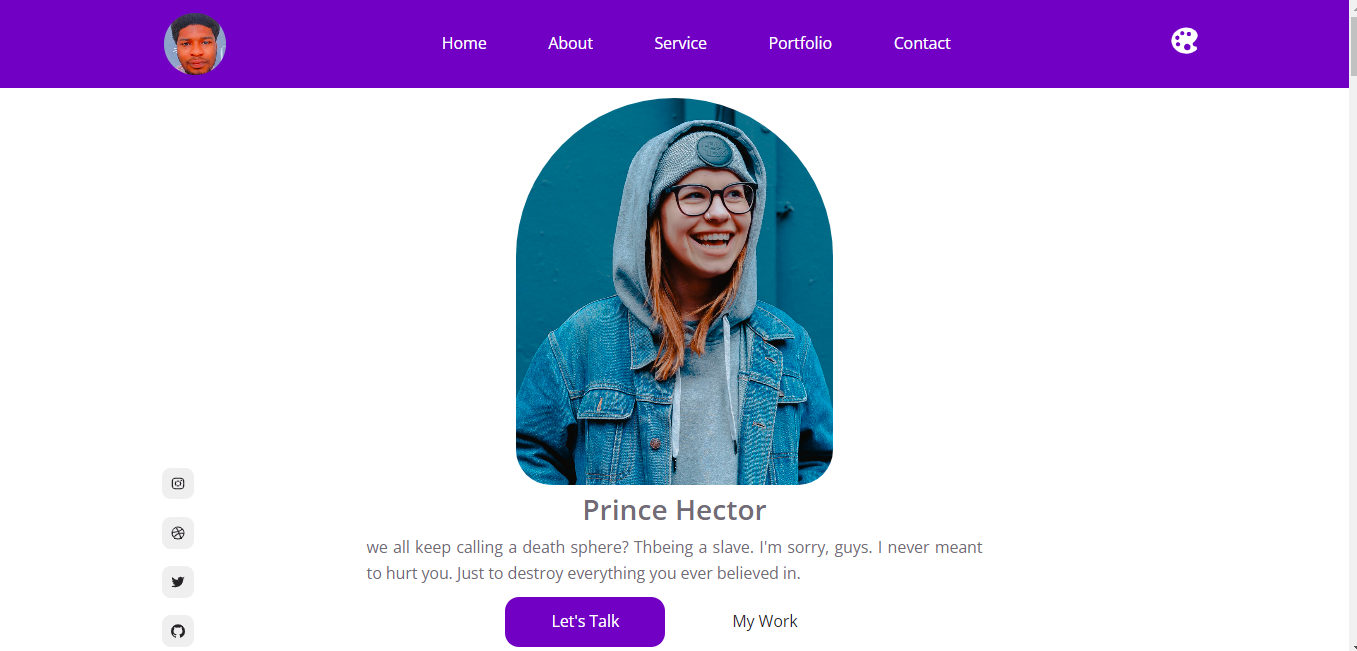 Home About Service Portfolio Contact
Prince Hector
we all keep calling a death sphere? Thbeing a slave. I'm sorry, guys. I never meant
to hurt you. Just to destroy everything you ever believed in.
Let's Talk My Work